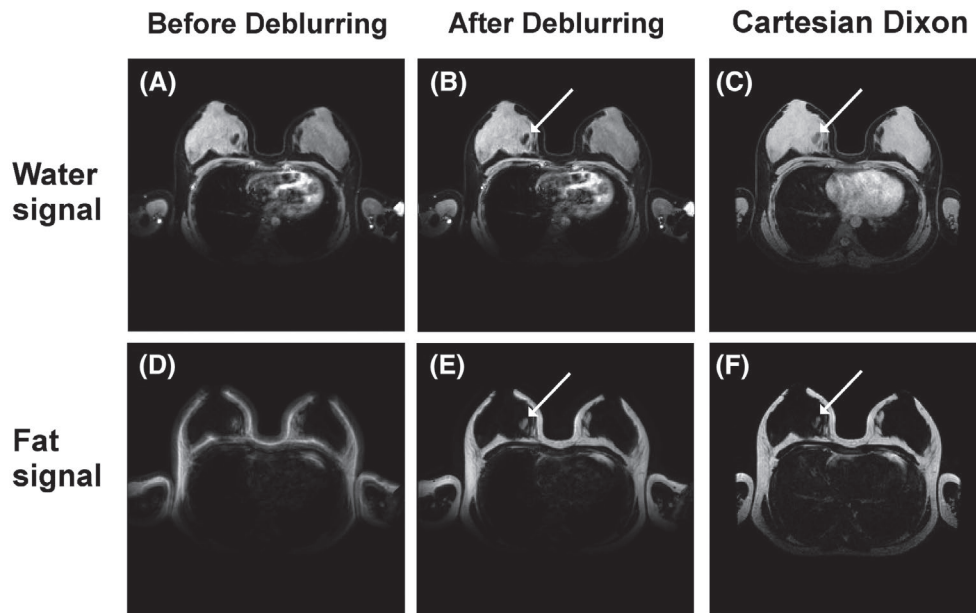 Before Deblurring After Deblurring Cartesian Dixon
Water signal
(A) (B) (C)
Fat signal
(D) (E) (F)